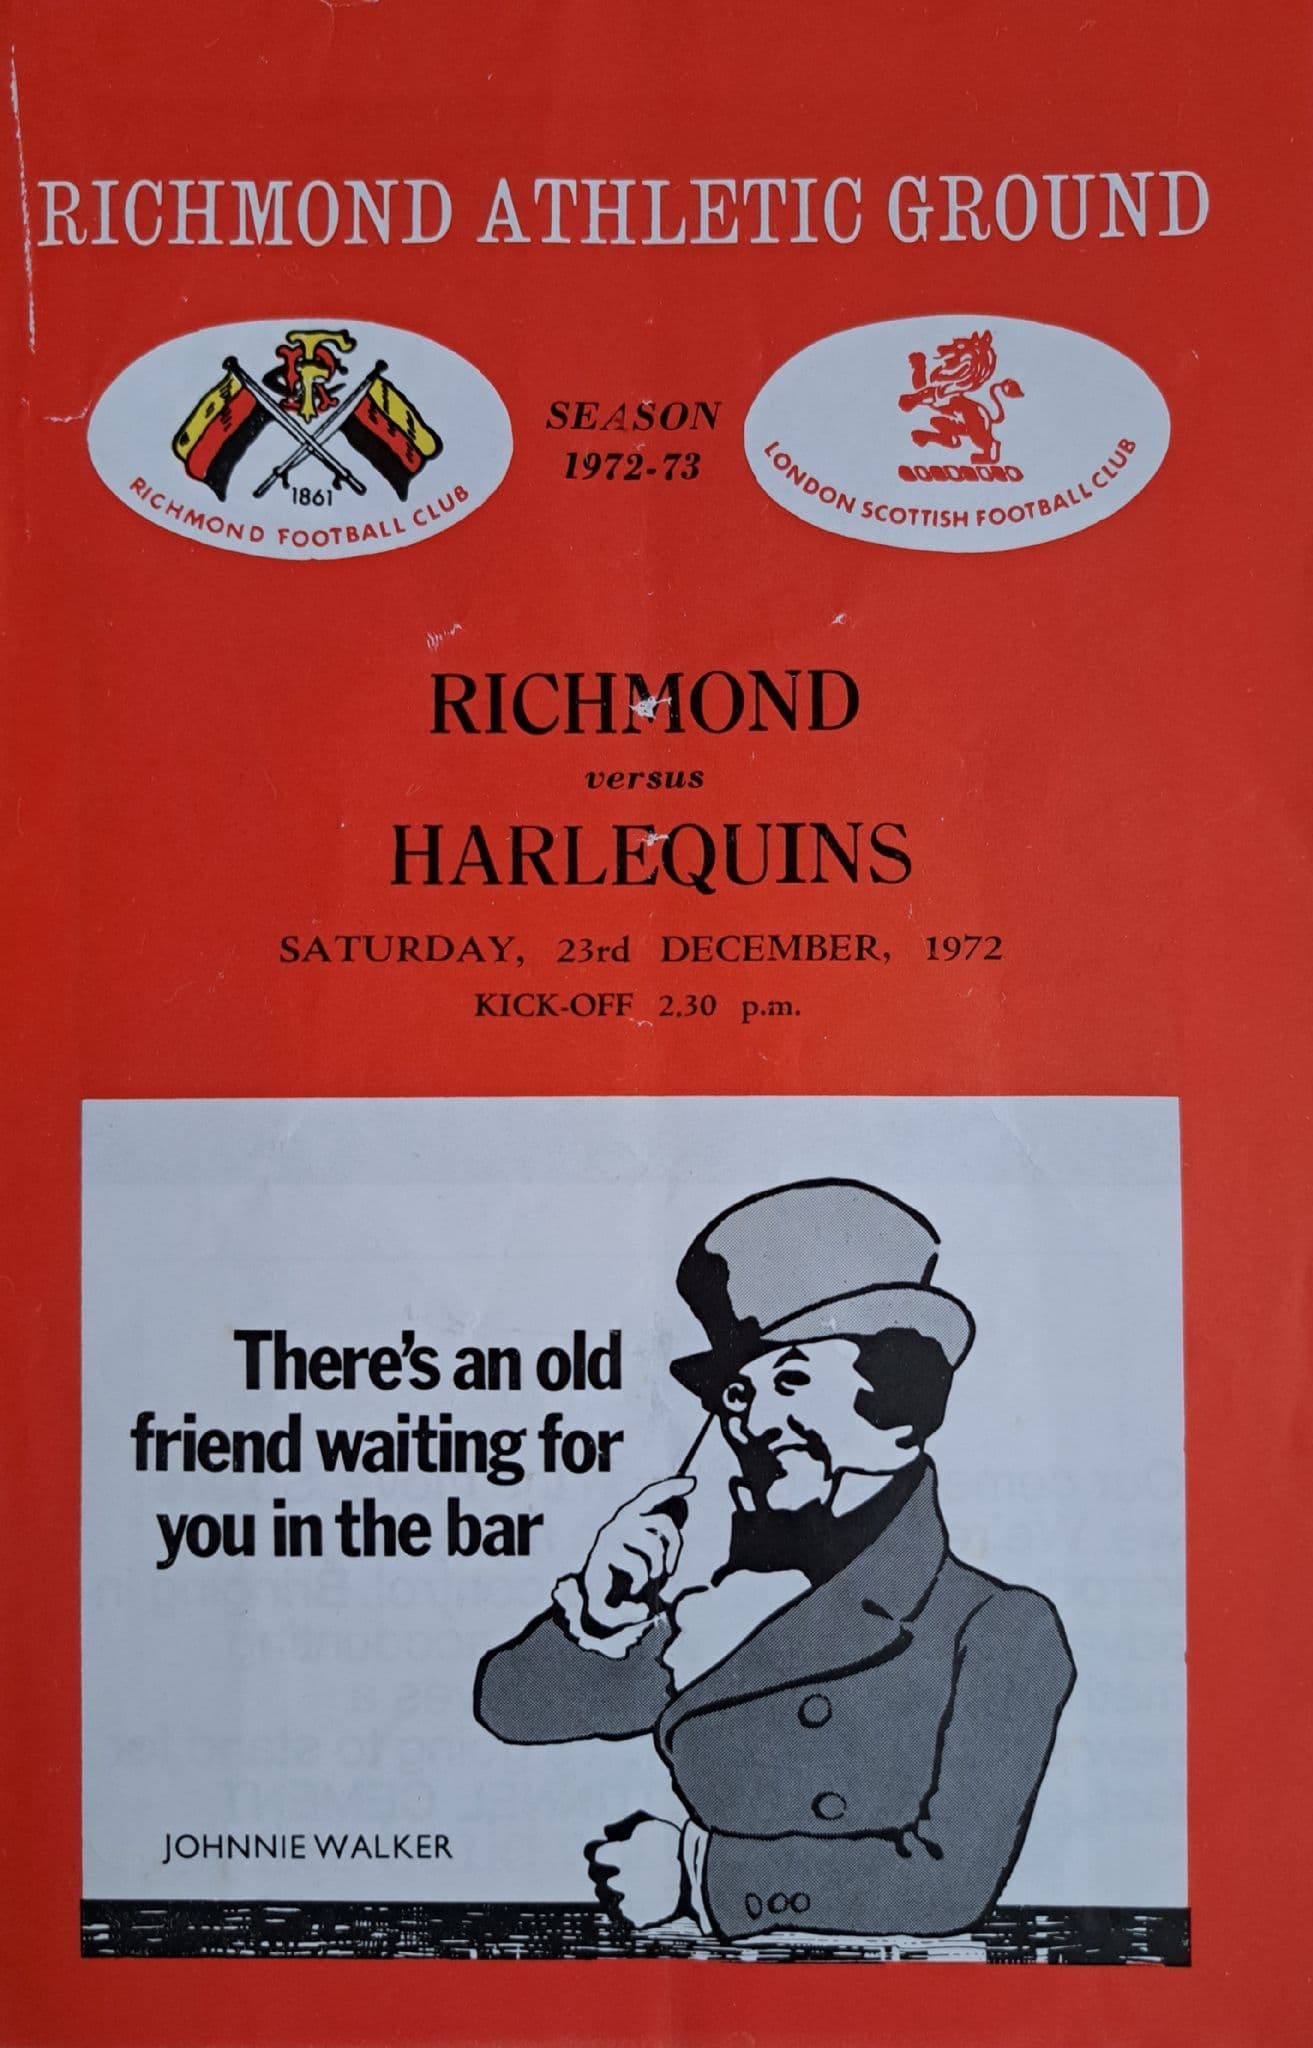 RICHMOND ATHLETIC GROUND
1861
RICHMOND FOOTBALL CLUB
SEASON
1972-73
LONDON SCOTTISH FOOTBALL CLUB
RICHMOND
versus
HARLEQUINS
SATURDAY, 23rd DECEMBER, 1972
KICK-OFF 2.30 p.m.
There's an old
friend waiting for
you in the bar
JOHNNIE WALKER